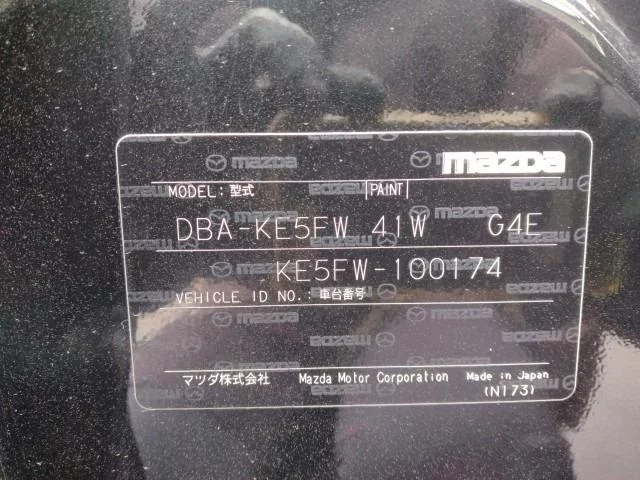 mazda
MODEL:型式 PAINT
DBA-KE5FW 41W G4E
KE5FW-100174
VEHICLE ID NO.:車台番号
マツダ株式会社 Mazda Motor Corporation Made in Japan
(N173)